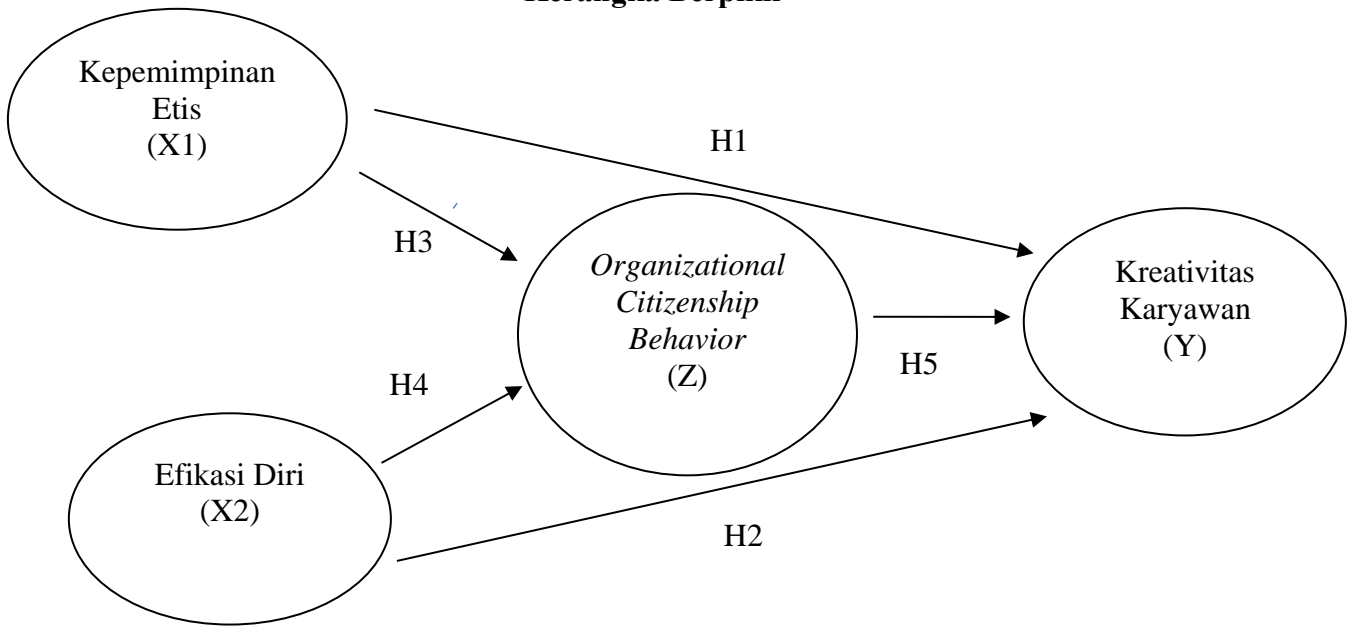 Kerangka Berpikir
Kepemimpinan
Etis
(X1)
H1
H3
Organizational
Citizenship
Behavior
(Z)
Kreativitas
Karyawan
(Y)
H5
H4
Efikasi Diri
(X2)
H2